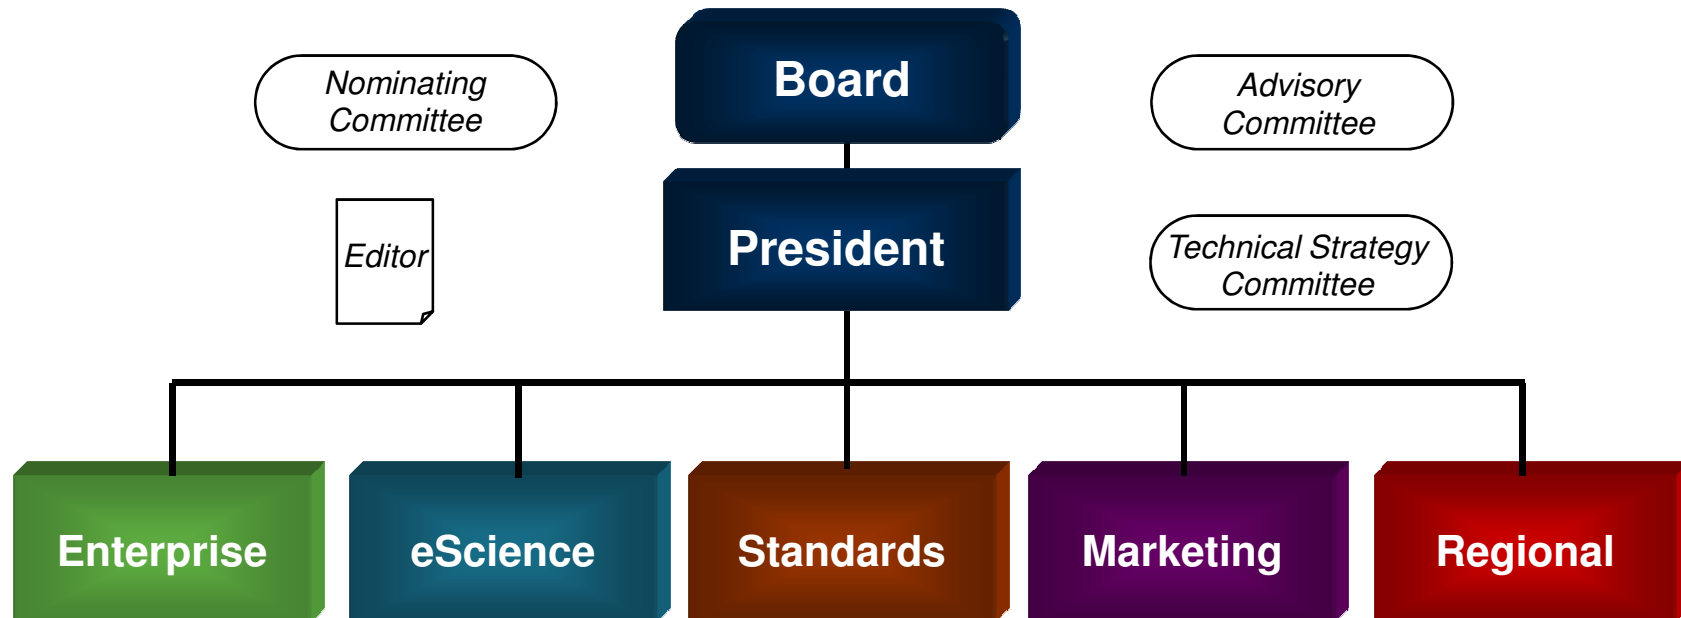 Board
Nominating
Committee
Advisory
Committee
President
Editor
Technical Strategy
Committee
Enterprise
eScience
Standards
Marketing
Regional